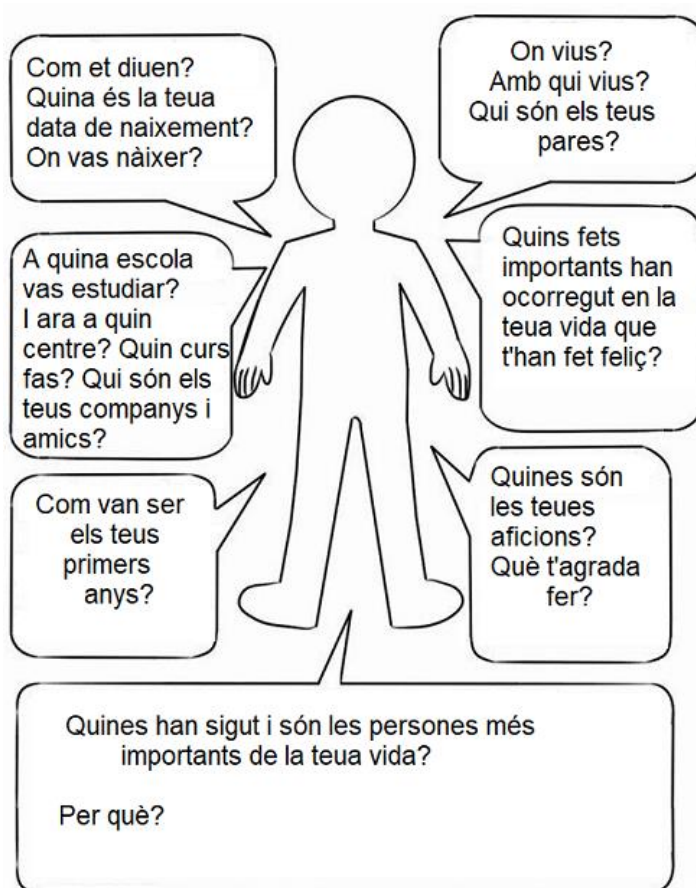 Com et diuen?
Quina és la teua
data de naixement?
On vas nàixer?
On vius?
Amb qui vius?
Qui són els teus
pares?
A quina escola
vas estudiar?
I ara a quin
centre? Quin curs
fas? Qui són els
teus companys i
amics?
Quins fets
importants han
ocorregut en la
teua vida que
t'han fet feliç?
Com van ser
els teus
primers
anys?
Quines són
les teues
aficions?
Què t'agrada
fer?
Quines han sigut i són les persones més
importants de la teua vida?
Per què?